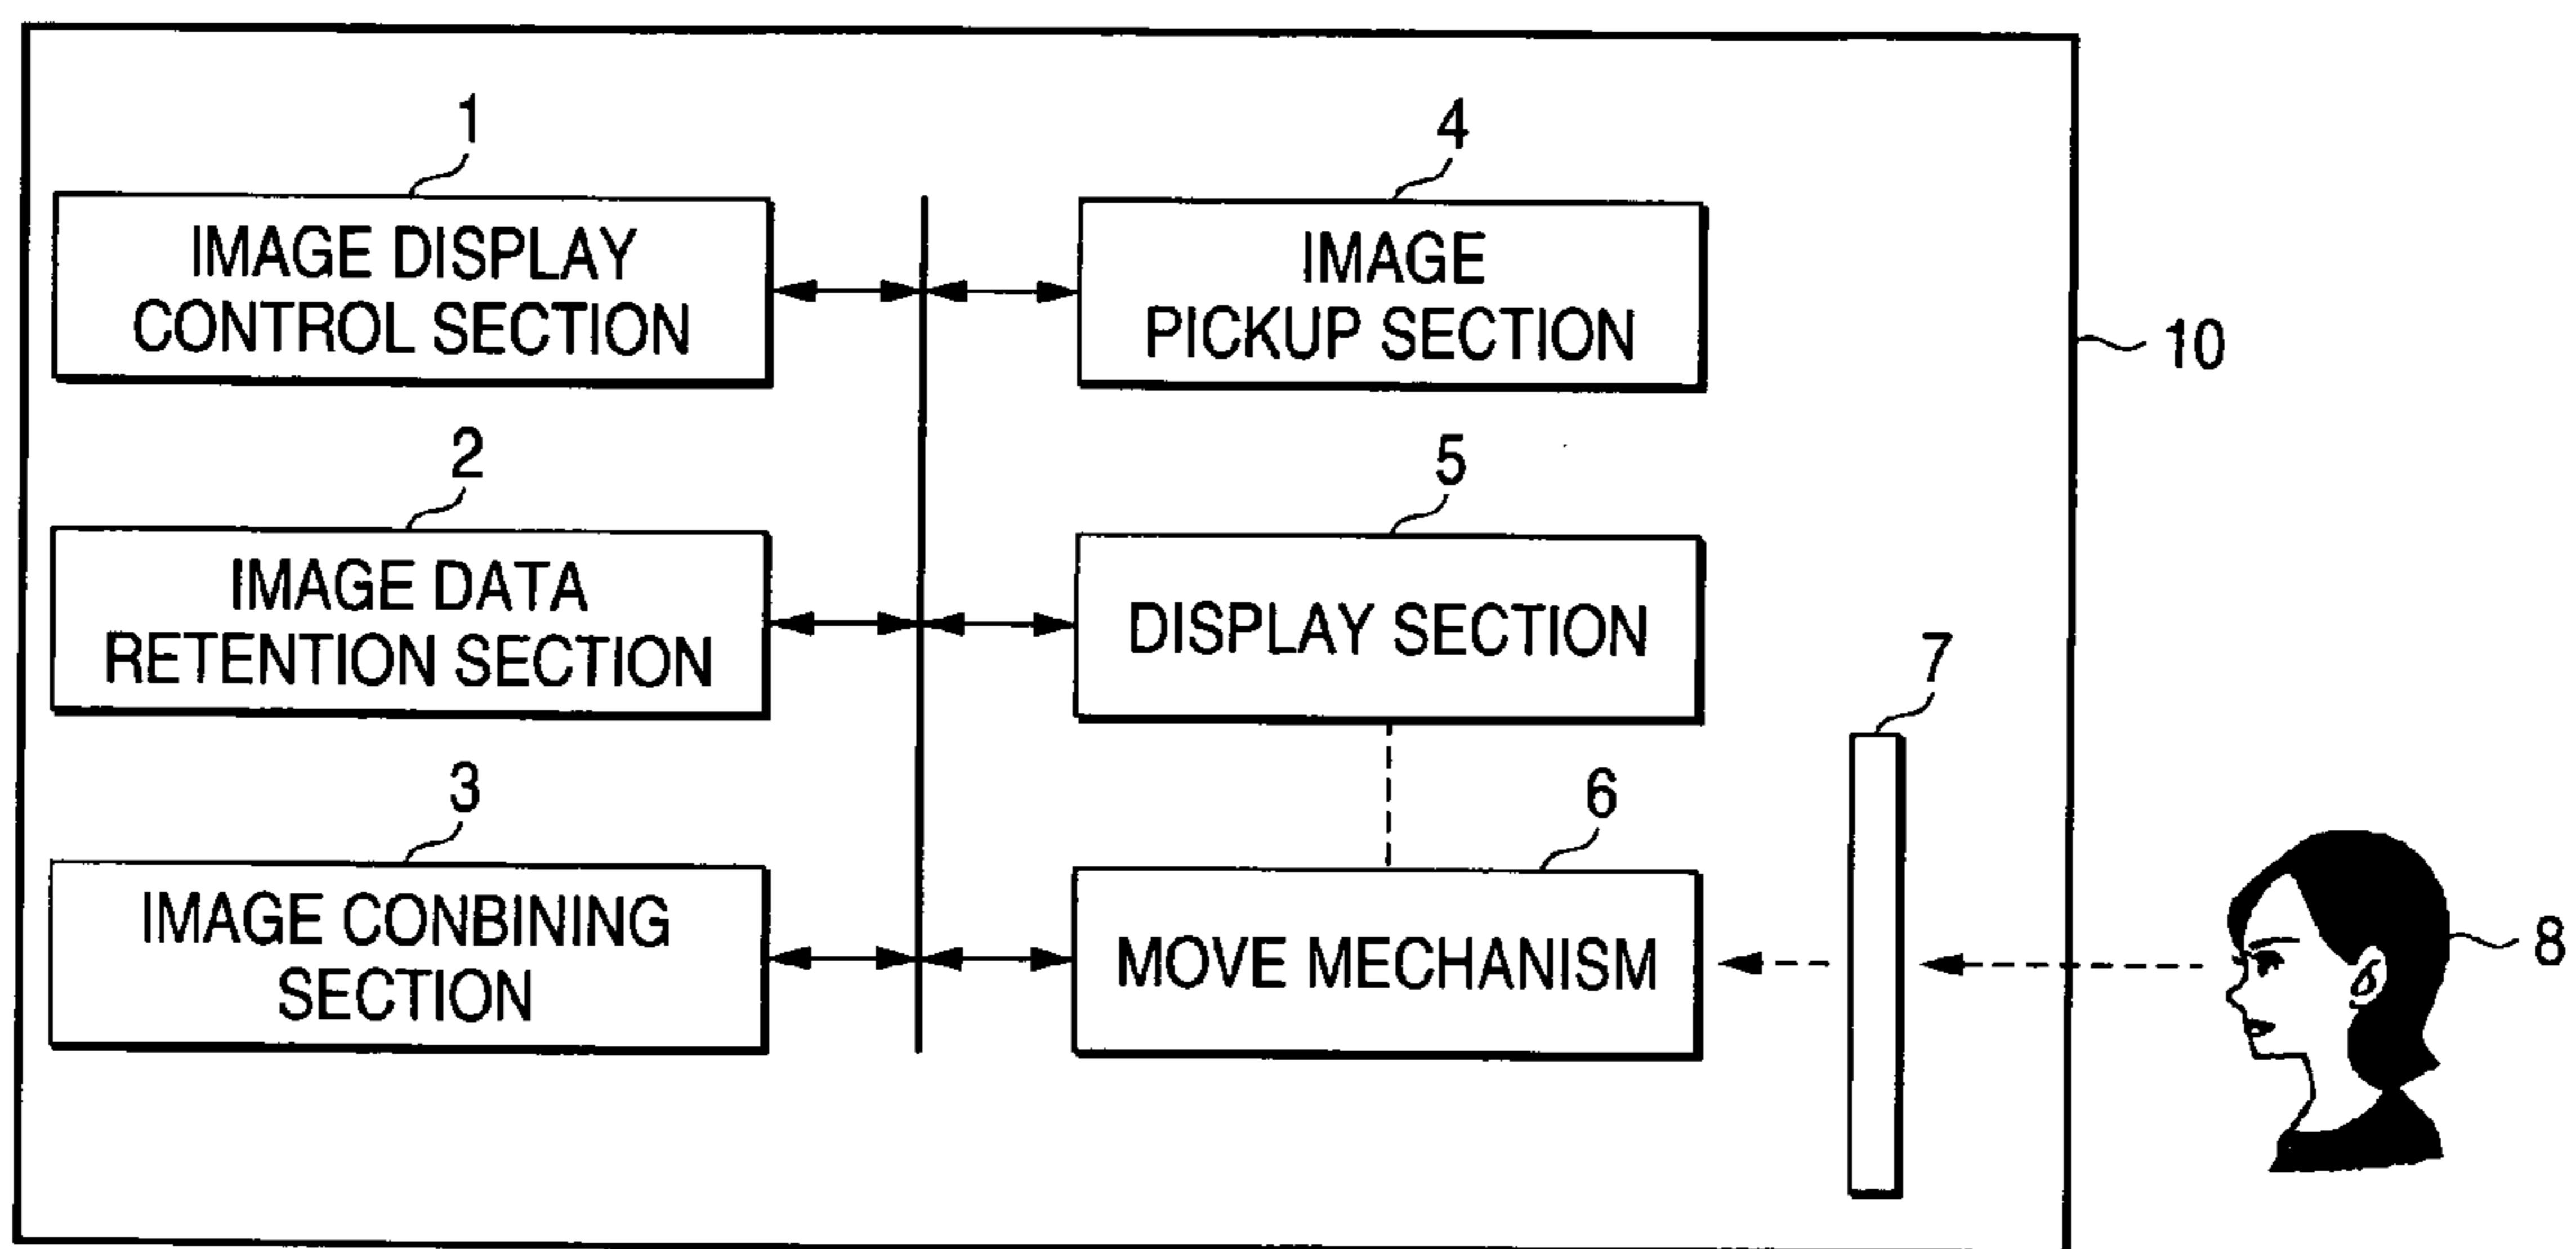 1
IMAGE DISPLAY
CONTROL SECTION
4
IMAGE
PICKUP SECTION
10
2
IMAGE DATA
RETENTION SECTION
5
DISPLAY SECTION
7
3
IMAGE CONBINING
SECTION
6
MOVE MECHANISM
8